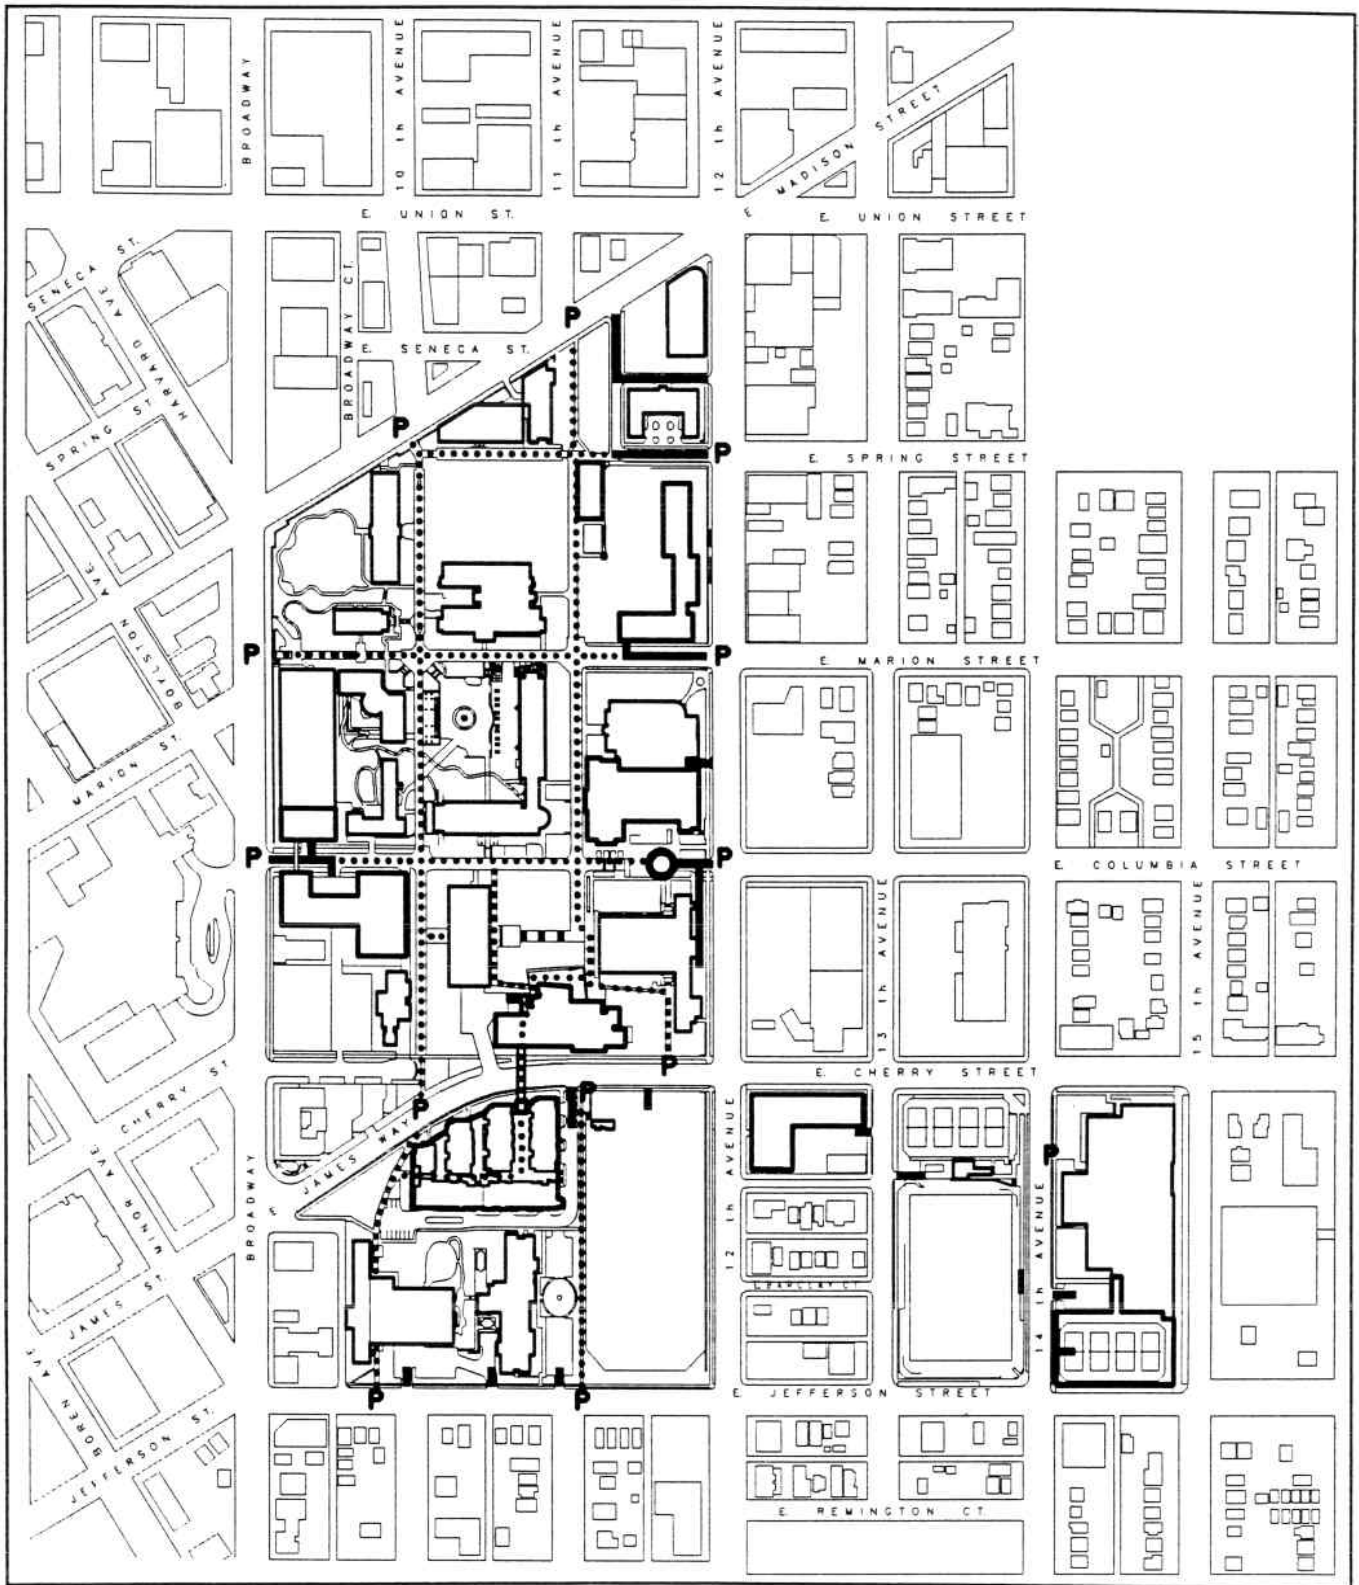 BROADWAY
10 th AVENUE
11 th AVENUE
12 th AVENUE
E. MADISON STREET
E. UNION ST.
E. UNION STREET
SENECA ST.
HARVARD AVE
BROADWAY CT.
E. SENECA ST.
P
P
SPRING ST.
P
E. SPRING STREET
BOYLSTON AVE
P
P
E. MARION STREET
MARION ST.
P
P
E. COLUMBIA STREET
13 th AVENUE
15 th AVENUE
CHERRY ST
P
E. CHERRY STREET
P
P
E. JAMES WAY
MINOR AVE
BROADWAY
12 th AVENUE
14 th AVENUE
P
E. BARCLAY CT.
JAMES ST.
BOREN AVE
JEFFERSON ST.
P
P
E. JEFFERSON STREET
E. REMINGTON CT.